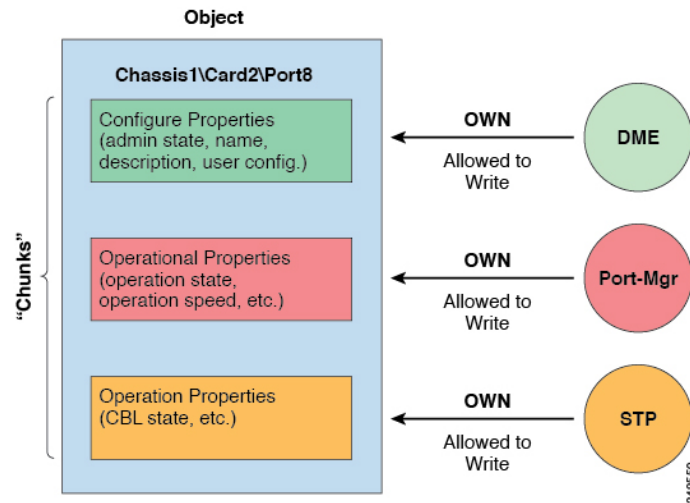 Object
Chassis1\Card2\Port8
"Chunks"
Configure Properties
(admin state, name,
description, user config.)
OWN
Allowed to
Write
DME
Operational Properties
(operation state,
operation speed, etc.)
OWN
Allowed to
Write
Port-Mgr
Operation Properties
(CBL state, etc.)
OWN
Allowed to
Write
STP